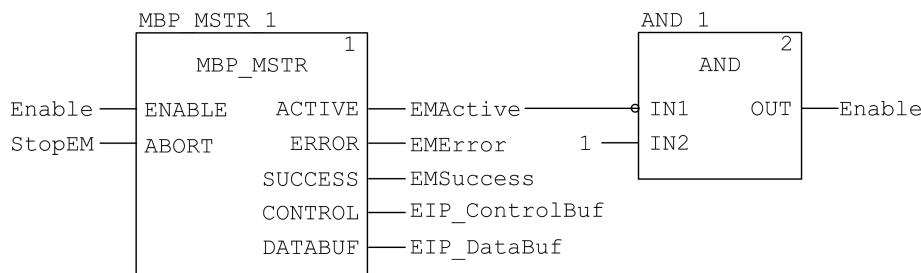 MBP_MSTR_1 AND_1
1 2
MBP_MSTR AND
Enable ENABLE ACTIVE EMActive IN1 OUT Enable
StopEM ABORT ERROR EMError 1 IN2
SUCCESS EMSuccess
CONTROL EIP_ControlBuf
DATABUF EIP_DataBuf